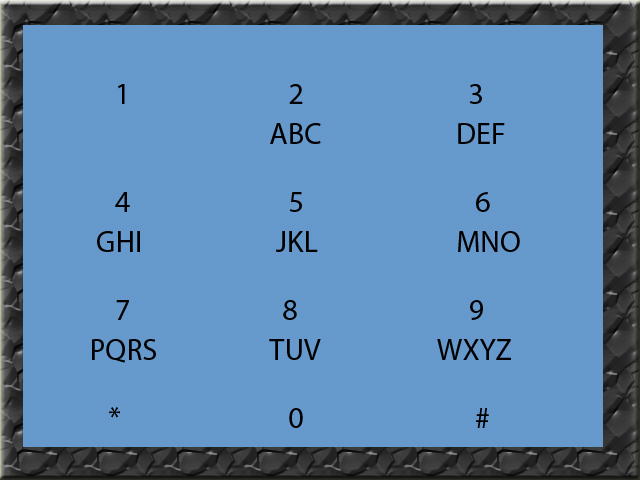 1 2 3
ABC DEF
4 5 6
GHI JKL MNO
7 8 9
PQRS TUV WXYZ
* 0 #